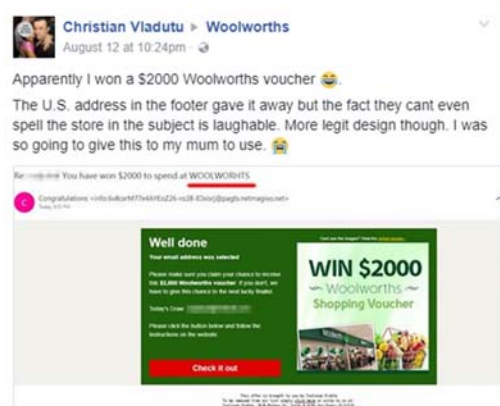 Christian Vladutu ▸ Woolworths
August 12 at 10:24pm
Apparently I won a $2000 Woolworths voucher 😂.
The U.S. address in the footer gave it away but the fact they cant even
spell the store in the subject is laughable. More legit design though. I was
so going to give this to my mum to use. 😭
Re: You have won $2000 to spend at WOOLWORHTS
C
Congratulations
Well done
Your email address was selected
Please make sure you claim your chance to receive
this $2,000 Woolworths voucher. If you don't, we
have to give this chance to the next lucky finalist.
Today's Draw:
Please click the button below and follow the
instructions on the website
Check it out
WIN $2000
Woolworths
Shopping Voucher